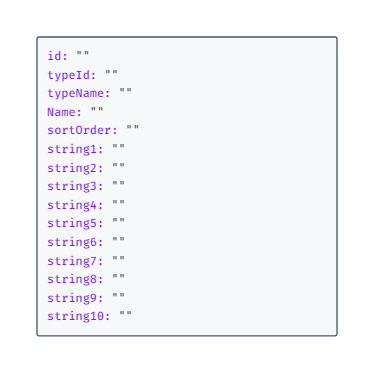 id: ""
typeId: ""
typeName: ""
Name: ""
sortOrder: ""
string1: ""
string2: ""
string3: ""
string4: ""
string5: ""
string6: ""
string7: ""
string8: ""
string9: ""
string10: ""